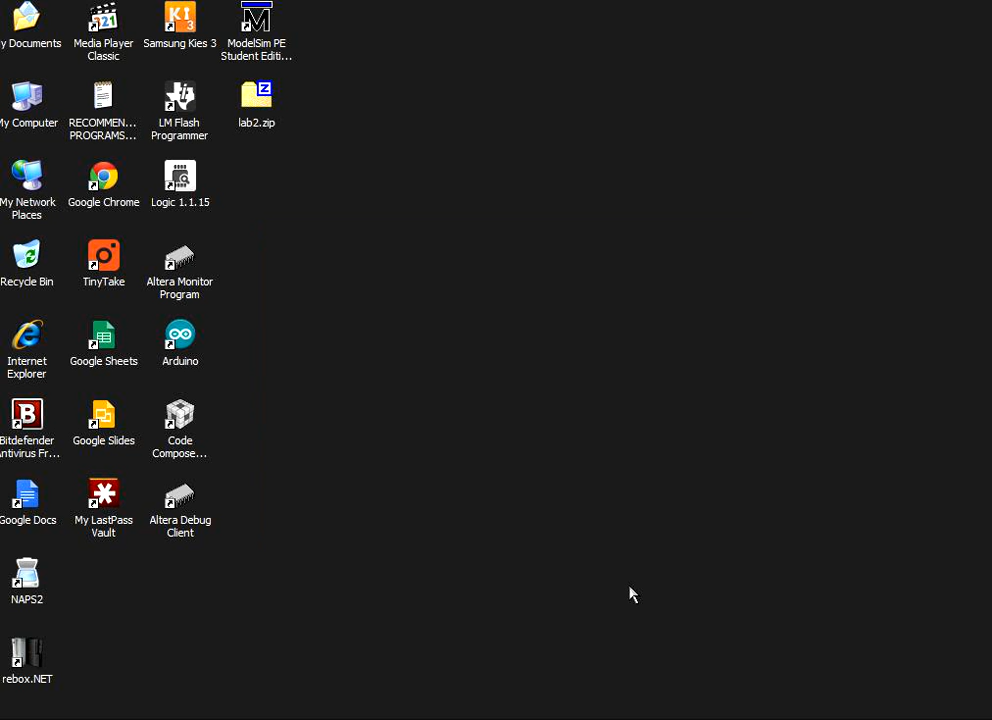 y Documents
Media Player
Classic
Samsung Kies 3
ModelSim PE
Student Editi...
My Computer
RECOMMEN...
PROGRAMS...
LM Flash
Programmer
lab2.zip
My Network
Places
Google Chrome
Logic 1.1.15
Recycle Bin
TinyTake
Altera Monitor
Program
Internet
Explorer
Google Sheets
Arduino
Bitdefender
Antivirus Fr...
Google Slides
Code
Compose...
Google Docs
My LastPass
Vault
Altera Debug
Client
NAPS2
rebox.NET